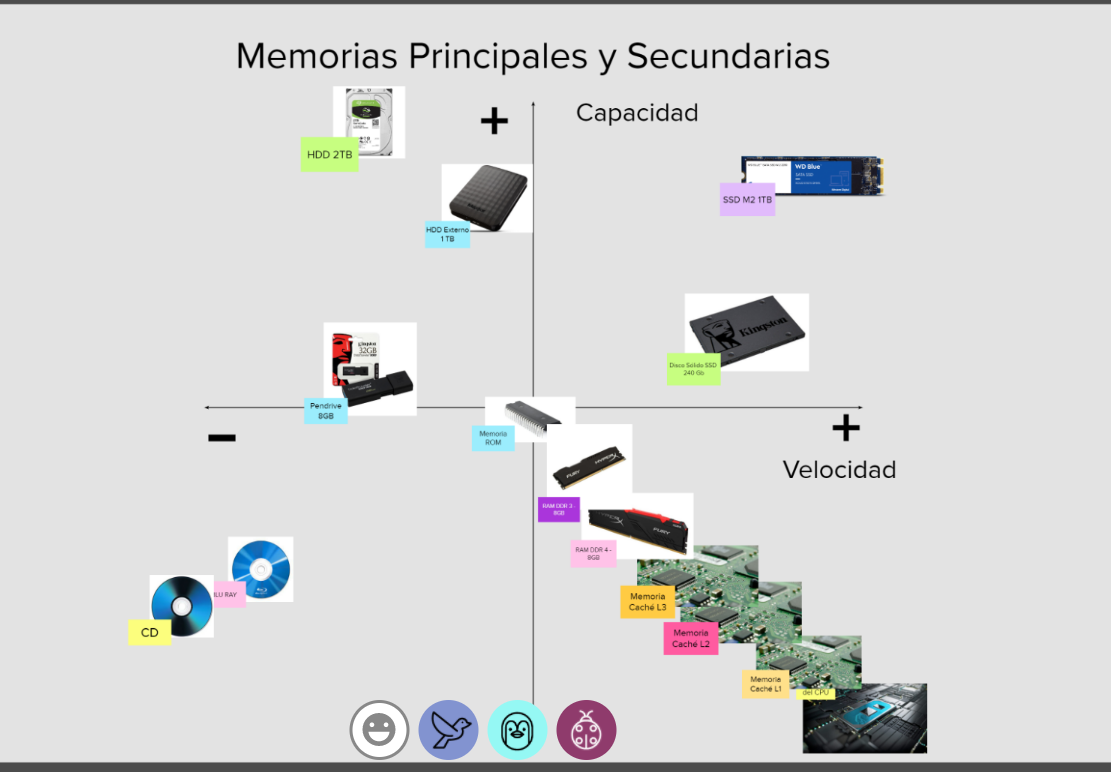 Memorias Principales y Secundarias
Capacidad
HDD 2TB
HDD Externo
1 TB
WD Blue
SSD M2 1TB
Kingston
Disco Sólido SSD
240 Gb
Kingston
32GB
Pendrive
8GB
Memoria
ROM
Velocidad
FURY
HYPERX
RAM DDR 3 -
8GB
HYPERX
FURY
RAM DDR 4 -
8GB
BLU RAY
CD
Memoria
Caché L3
Memoria
Caché L2
Memoria
Caché L1
del CPU